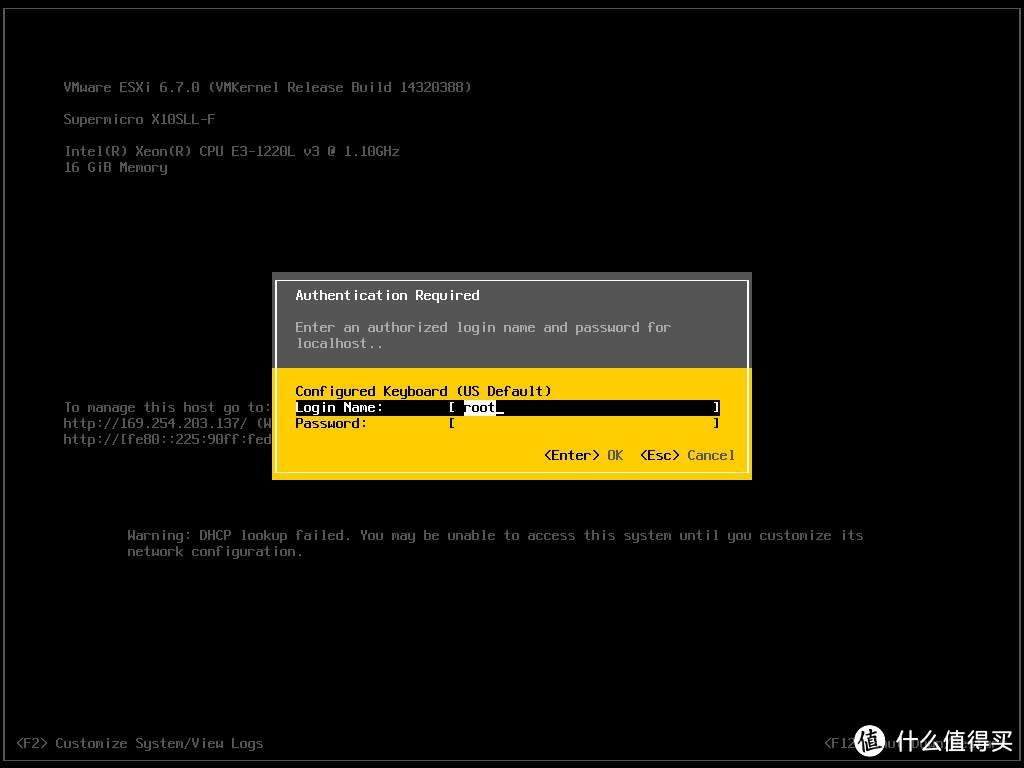 VMware ESXi 6.7.0 (VMKernel Release Build 14320388)
Supermicro X10SLL-F
Intel(R) Xeon(R) CPU E3-1220L v3 @ 1.10GHz
16 GiB Memory
Authentication Required
Enter an authorized login name and password for
localhost..
Configured Keyboard (US Default)
Login Name: [ root_ ]
Password: [ ]
<Enter> OK <Esc> Cancel
To manage this host go to:
http://169.254.203.137/ (W
http://[fe80::225:90ff:fed
Warning: DHCP lookup failed. You may be unable to access this system until you customize its
network configuration.
<F2> Customize System/View Logs
<F12
值 什么值得买